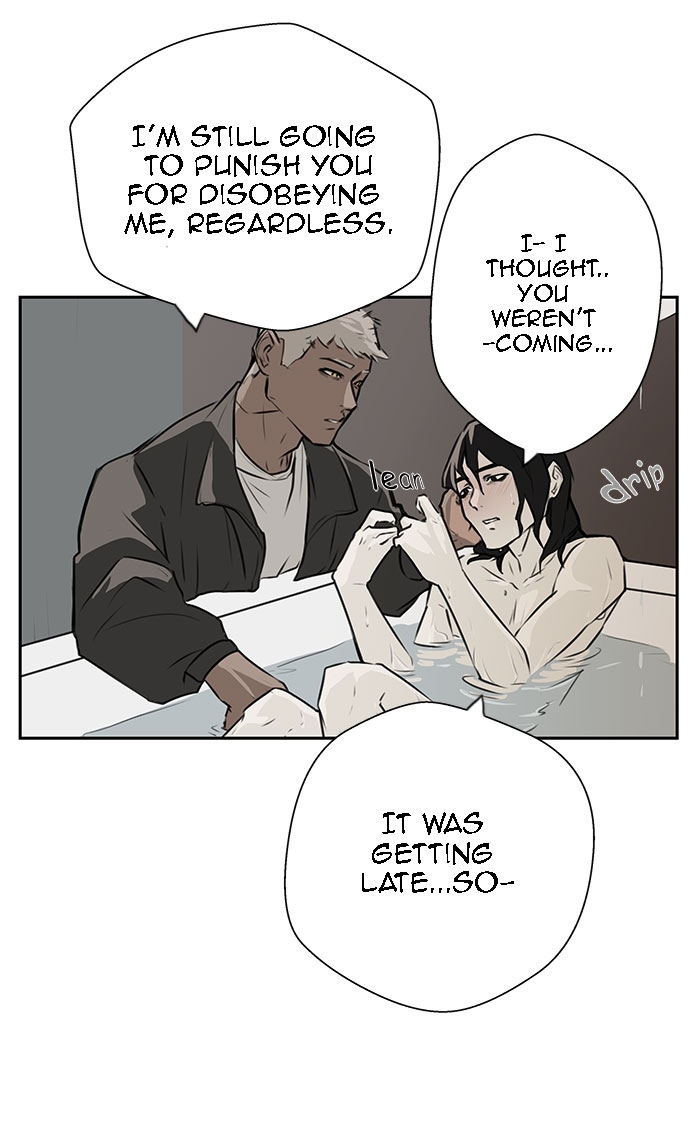 I'M STILL GOING
TO PUNISH YOU
FOR DISOBEYING
ME, REGARDLESS.
I- I
THOUGHT..
YOU
WEREN'T
-COMING...
lean
drip
IT WAS
GETTING
LATE...SO-